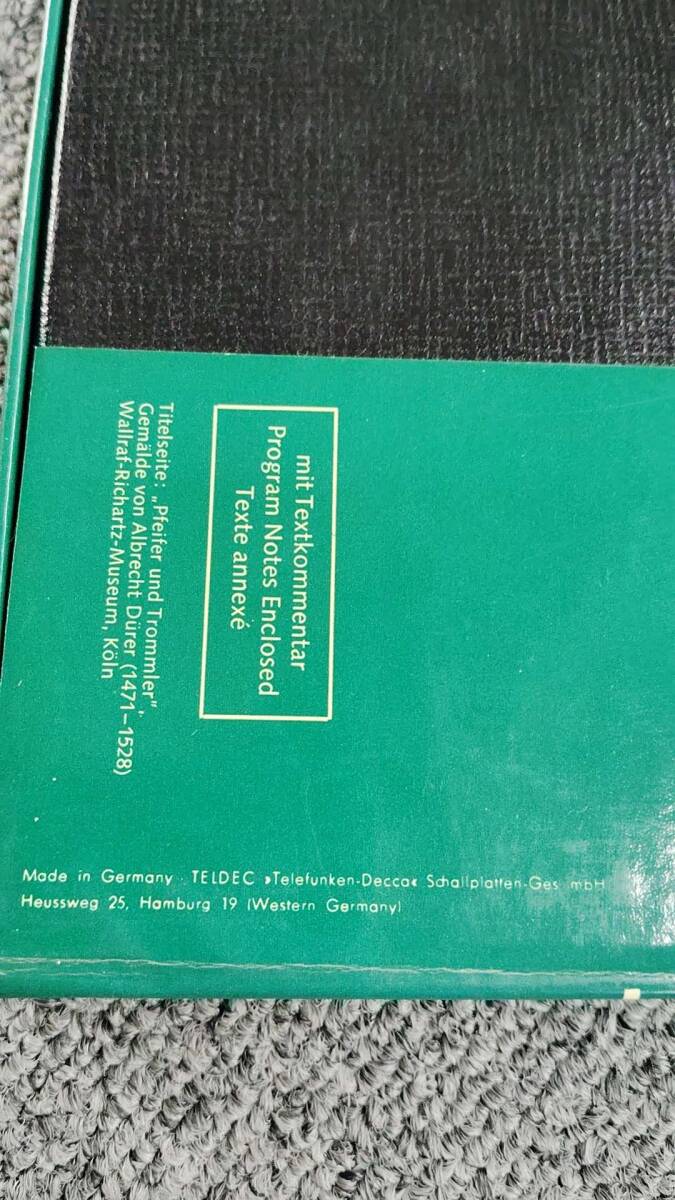 mit Textkommentar
Program Notes Enclosed
Texte annexé
Titelseite: „Pfeifer und Trommler",
Gemälde von Albrecht Dürer (1471–1528)
Wallraf-Richartz-Museum, Köln
Made in Germany · TELDEC »Telefunken-Decca« Schallplatten-Ges mbH
Heussweg 25, Hamburg 19 (Western Germany)